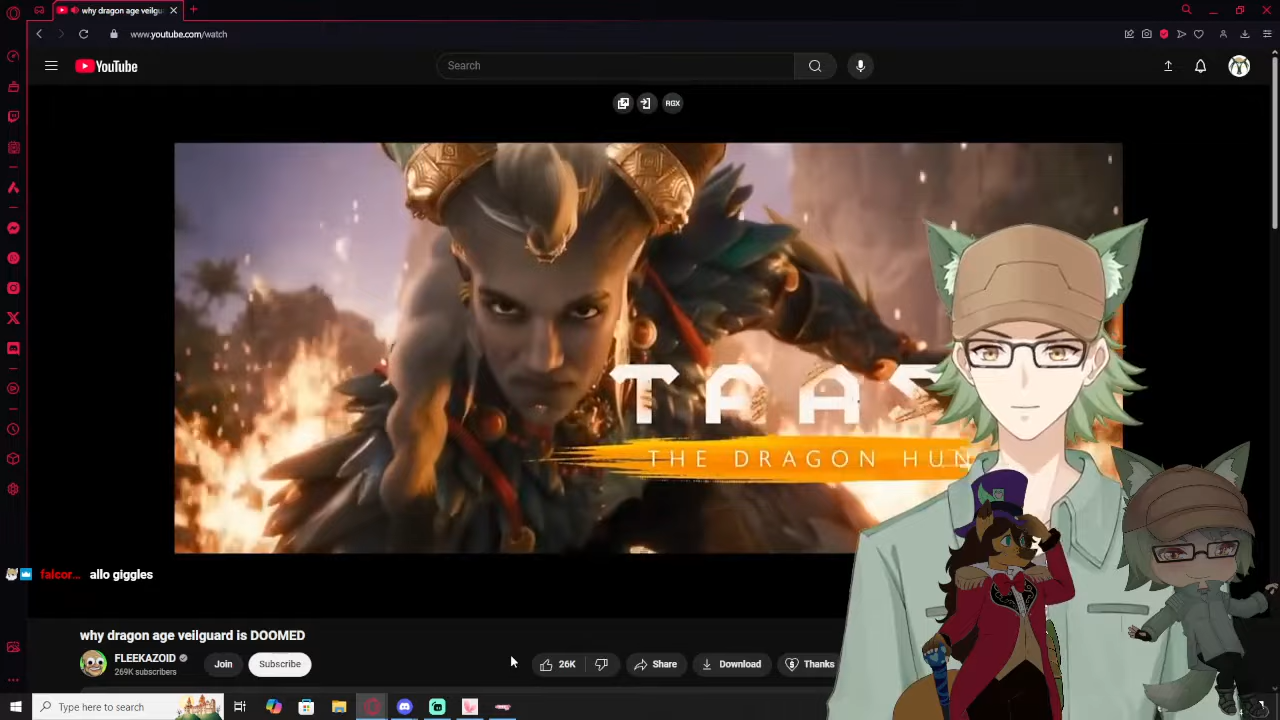 why dragon age veilgu
www.youtube.com/watch
YouTube
Search
RGX
TAAS
THE DRAGON HUN
falcor... allo giggles
why dragon age veilguard is DOOMED
FLEEKAZOID
269K subscribers
Join
Subscribe
26K
Share
Download
Thanks
Type here to search